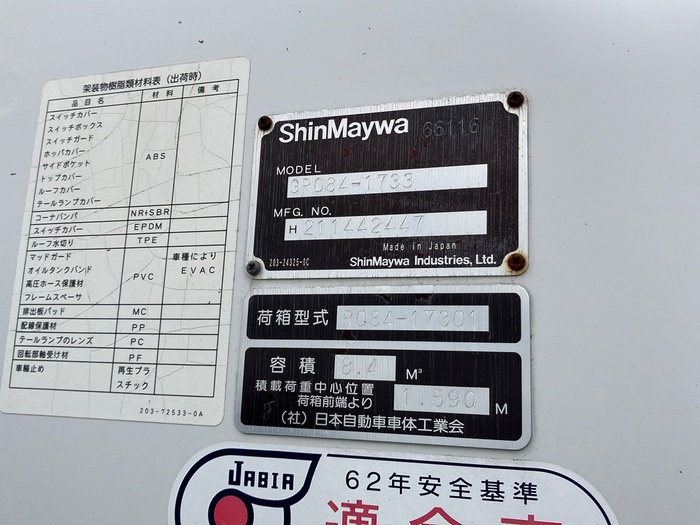 架装物樹脂類材料表（出荷時）
品目名 材料 備考
スイッチカバー
スイッチボックス
スイッチガード
ホッパカバー
サイドポケット
トップカバー
ルーフカバー
テールランプカバー
ABS
コーナバンパ NR+SBR
スイッチカバー EPDM
ルーフ水切り TPE
マッドガード
オイルタンクバンド
高圧ホース保護材
フレームスペーサ
PVC
車種により
EVAC
排出板パッド MC
配線保護材 PP
テールランプのレンズ PC
回転部軸受け材 PF
車輪止め 再生プラ
スチック
203-72533-0A
ShinMaywa 66116
MODEL
GR084-1733
MFG. NO.
H 211442447
Made in Japan
203-24325-0C
ShinMaywa Industries, Ltd.
荷箱型式 RG84-17301
容積 8.4 M³
積載荷重中心位置
荷箱前端より 1.590 M
（社）日本自動車車体工業会
JABIA
62年安全基準
適合車